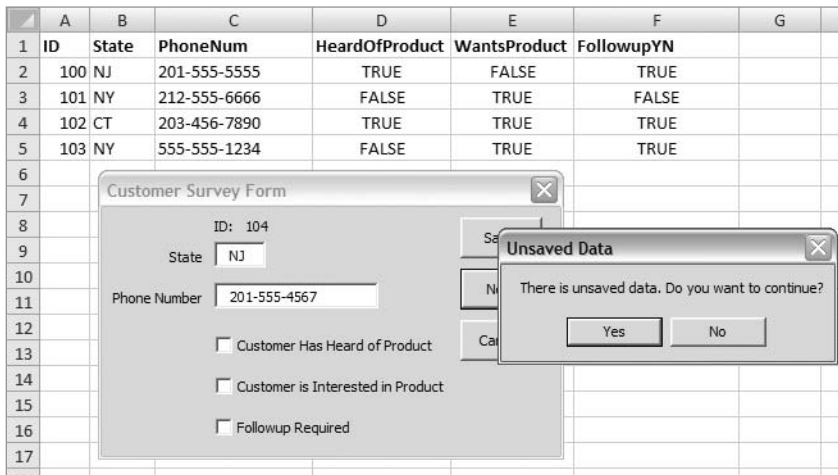 A B C D E F G
1 ID State PhoneNum HeardOfProduct WantsProduct FollowupYN
2 100 NJ 201-555-5555 TRUE FALSE TRUE
3 101 NY 212-555-6666 FALSE TRUE FALSE
4 102 CT 203-456-7890 TRUE TRUE TRUE
5 103 NY 555-555-1234 FALSE TRUE TRUE
6
7
8
9
10
11
12
13
14
15
16
17
Customer Survey Form
ID: 104
State NJ
Phone Number 201-555-4567
Customer Has Heard of Product
Customer is Interested in Product
Followup Required
Unsaved Data
There is unsaved data. Do you want to continue?
Yes No